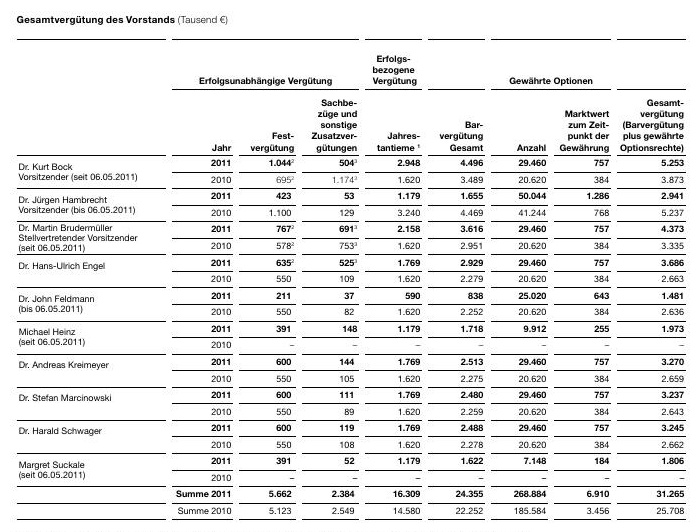 Gesamtvergütung des Vorstands (Tausend €)
Erfolgsunabhängige Vergütung
Erfolgs-
bezogene
Vergütung
Gewährte Optionen
Jahr
Fest-
vergütung
Sachbe-
züge und
sonstige
Zusatzver-
gütungen
Jahres-
tantieme ¹
Bar-
vergütung
Gesamt
Anzahl
Marktwert
zum Zeit-
punkt der
Gewährung
Gesamt-
vergütung
(Barvergütung
plus gewährte
Optionsrechte)
Dr. Kurt Bock
Vorsitzender (seit 06.05.2011)
2011 1.044² 504³ 2.948 4.496 29.460 757 5.253
2010 695² 1.174³ 1.620 3.489 20.620 384 3.873
Dr. Jürgen Hambrecht
Vorsitzender (bis 06.05.2011)
2011 423 53 1.179 1.655 50.044 1.286 2.941
2010 1.100 129 3.240 4.469 41.244 768 5.237
Dr. Martin Brudermüller
Stellvertretender Vorsitzender
(seit 06.05.2011)
2011 767² 691³ 2.158 3.616 29.460 757 4.373
2010 578² 753³ 1.620 2.951 20.620 384 3.335
Dr. Hans-Ulrich Engel
2011 635² 525³ 1.769 2.929 29.460 757 3.686
2010 550 109 1.620 2.279 20.620 384 2.663
Dr. John Feldmann
(bis 06.05.2011)
2011 211 37 590 838 25.020 643 1.481
2010 550 82 1.620 2.252 20.620 384 2.636
Michael Heinz
(seit 06.05.2011)
2011 391 148 1.179 1.718 9.912 255 1.973
2010 – – – – – – –
Dr. Andreas Kreimeyer
2011 600 144 1.769 2.513 29.460 757 3.270
2010 550 105 1.620 2.275 20.620 384 2.659
Dr. Stefan Marcinowski
2011 600 111 1.769 2.480 29.460 757 3.237
2010 550 89 1.620 2.259 20.620 384 2.643
Dr. Harald Schwager
2011 600 119 1.769 2.488 29.460 757 3.245
2010 550 108 1.620 2.278 20.620 384 2.662
Margret Suckale
(seit 06.05.2011)
2011 391 52 1.179 1.622 7.148 184 1.806
2010 – – – – – – –
Summe 2011 5.662 2.384 16.309 24.355 268.884 6.910 31.265
Summe 2010 5.123 2.549 14.580 22.252 185.584 3.456 25.708